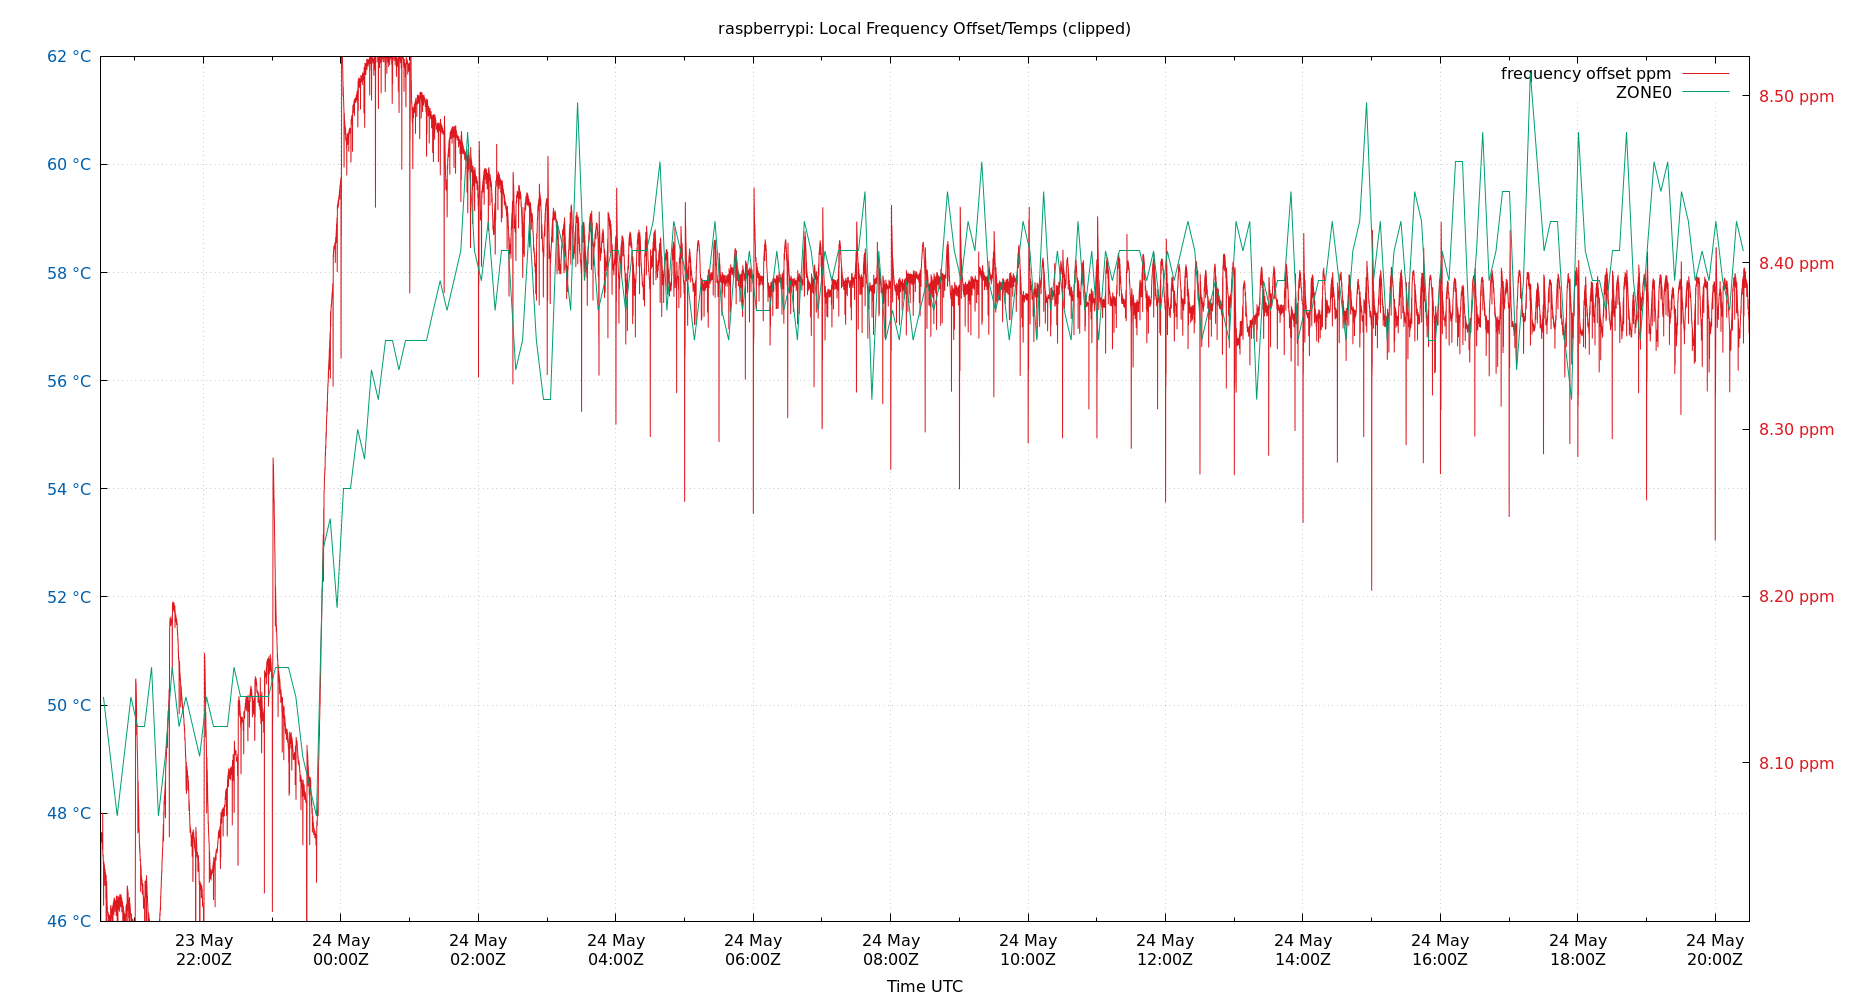 raspberrypi: Local Frequency Offset/Temps (clipped)
62 °C
60 °C
58 °C
56 °C
54 °C
52 °C
50 °C
48 °C
46 °C
frequency offset ppm
ZONE0
8.50 ppm
8.40 ppm
8.30 ppm
8.20 ppm
8.10 ppm
23 May 24 May 24 May 24 May 24 May 24 May 24 May 24 May 24 May 24 May 24 May 24 May
22:00Z 00:00Z 02:00Z 04:00Z 06:00Z 08:00Z 10:00Z 12:00Z 14:00Z 16:00Z 18:00Z 20:00Z
Time UTC